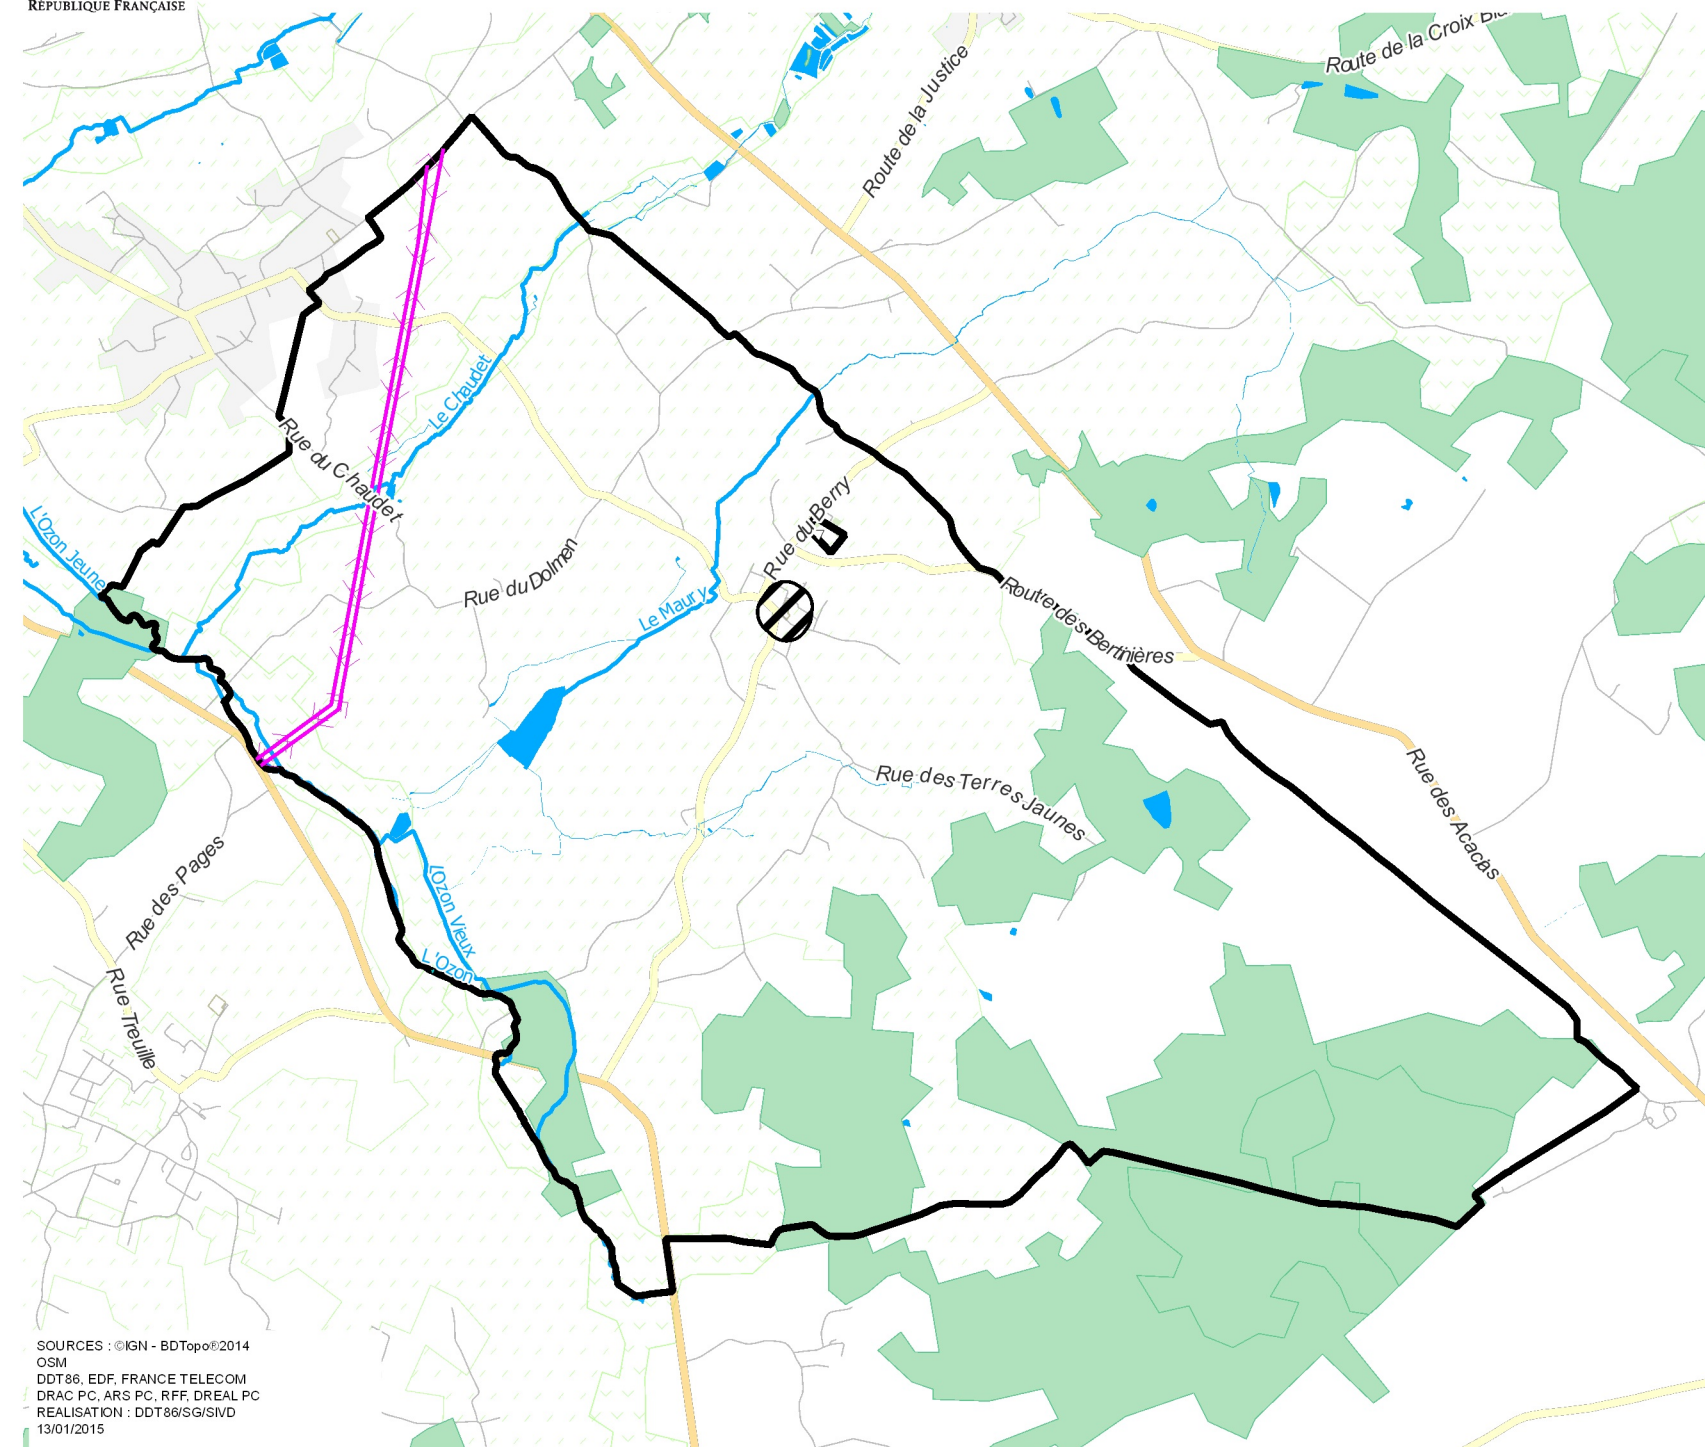 RÉPUBLIQUE FRANÇAISE
Route de la Croix
Route de la Justice
Le Chaudet
Rue du Chaudet
L'Ozon Jeune
Rue du Berry
Rue du Dolmen
Le Maury
Route des Bertinières
Rue des Terres Jaunes
Rue des Acacias
Rue des Pages
L'Ozon Vieux
L'Ozon
Rue Treuille
SOURCES : ©IGN - BDTopo®2014
OSM
DDT86, EDF, FRANCE TELECOM
DRAC PC, ARS PC, RFF, DREAL PC
REALISATION : DDT86/SG/SIVD
13/01/2015